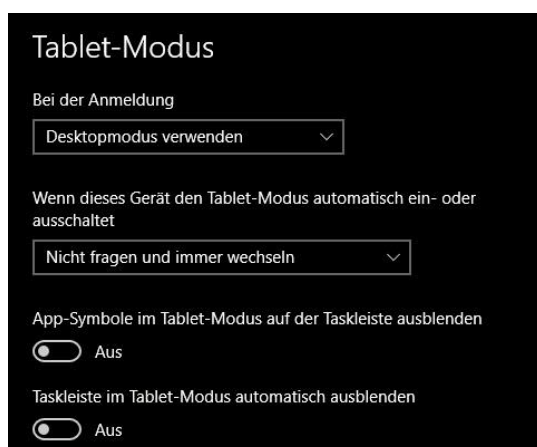 Tablet-Modus
Bei der Anmeldung
Desktopmodus verwenden
Wenn dieses Gerät den Tablet-Modus automatisch ein- oder
ausschaltet
Nicht fragen und immer wechseln
App-Symbole im Tablet-Modus auf der Taskleiste ausblenden
Aus
Taskleiste im Tablet-Modus automatisch ausblenden
Aus